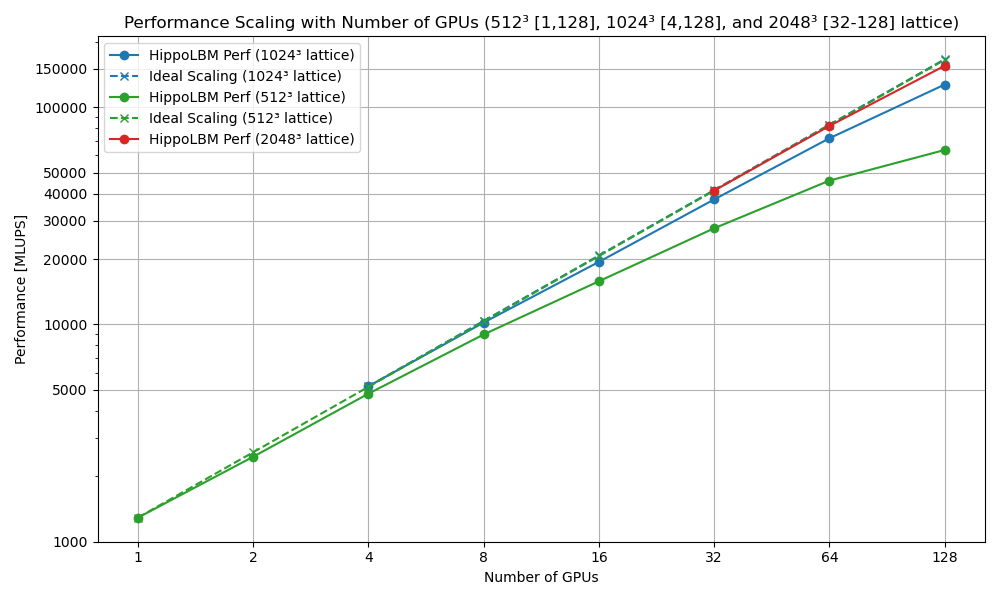 Performance Scaling with Number of GPUs (512³ [1,128], 1024³ [4,128], and 2048³ [32-128] lattice)
HippoLBM Perf (1024³ lattice)
Ideal Scaling (1024³ lattice)
HippoLBM Perf (512³ lattice)
Ideal Scaling (512³ lattice)
HippoLBM Perf (2048³ lattice)
150000
100000
50000
40000
30000
20000
10000
5000
1000
Performance [MLUPS]
1 2 4 8 16 32 64 128
Number of GPUs